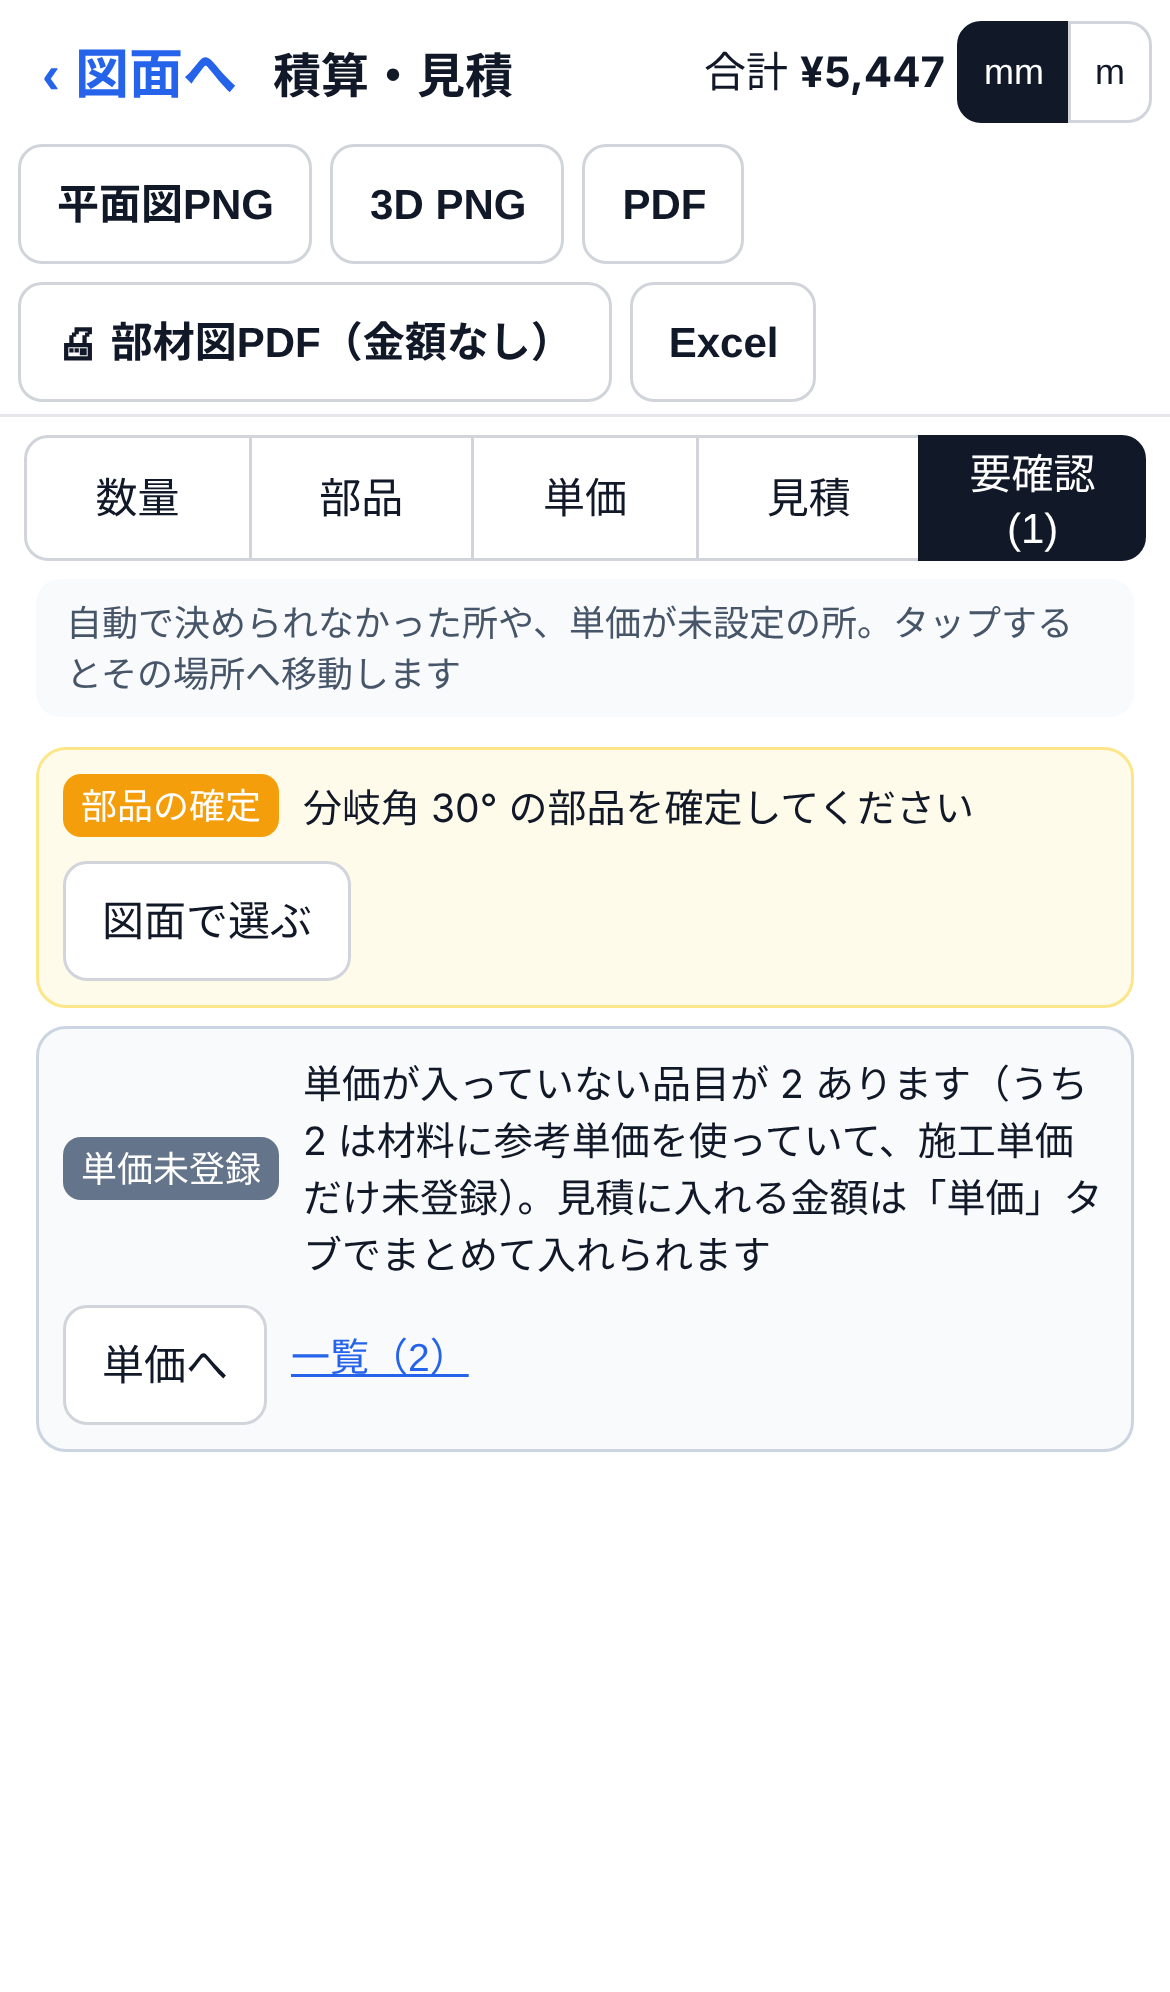 ‹ 図面へ 積算・見積 合計 ¥5,447 mm m
平面図PNG 3D PNG PDF
🖨 部材図PDF（金額なし） Excel
数量 部品 単価 見積 要確認
(1)
自動で決められなかった所や、単価が未設定の所。タップする
とその場所へ移動します
部品の確定 分岐角 30° の部品を確定してください
図面で選ぶ
単価が入っていない品目が 2 あります（うち
2 は材料に参考単価を使っていて、施工単価
単価未登録
だけ未登録）。見積に入れる金額は「単価」タ
ブでまとめて入れられます
単価へ 一覧（2）